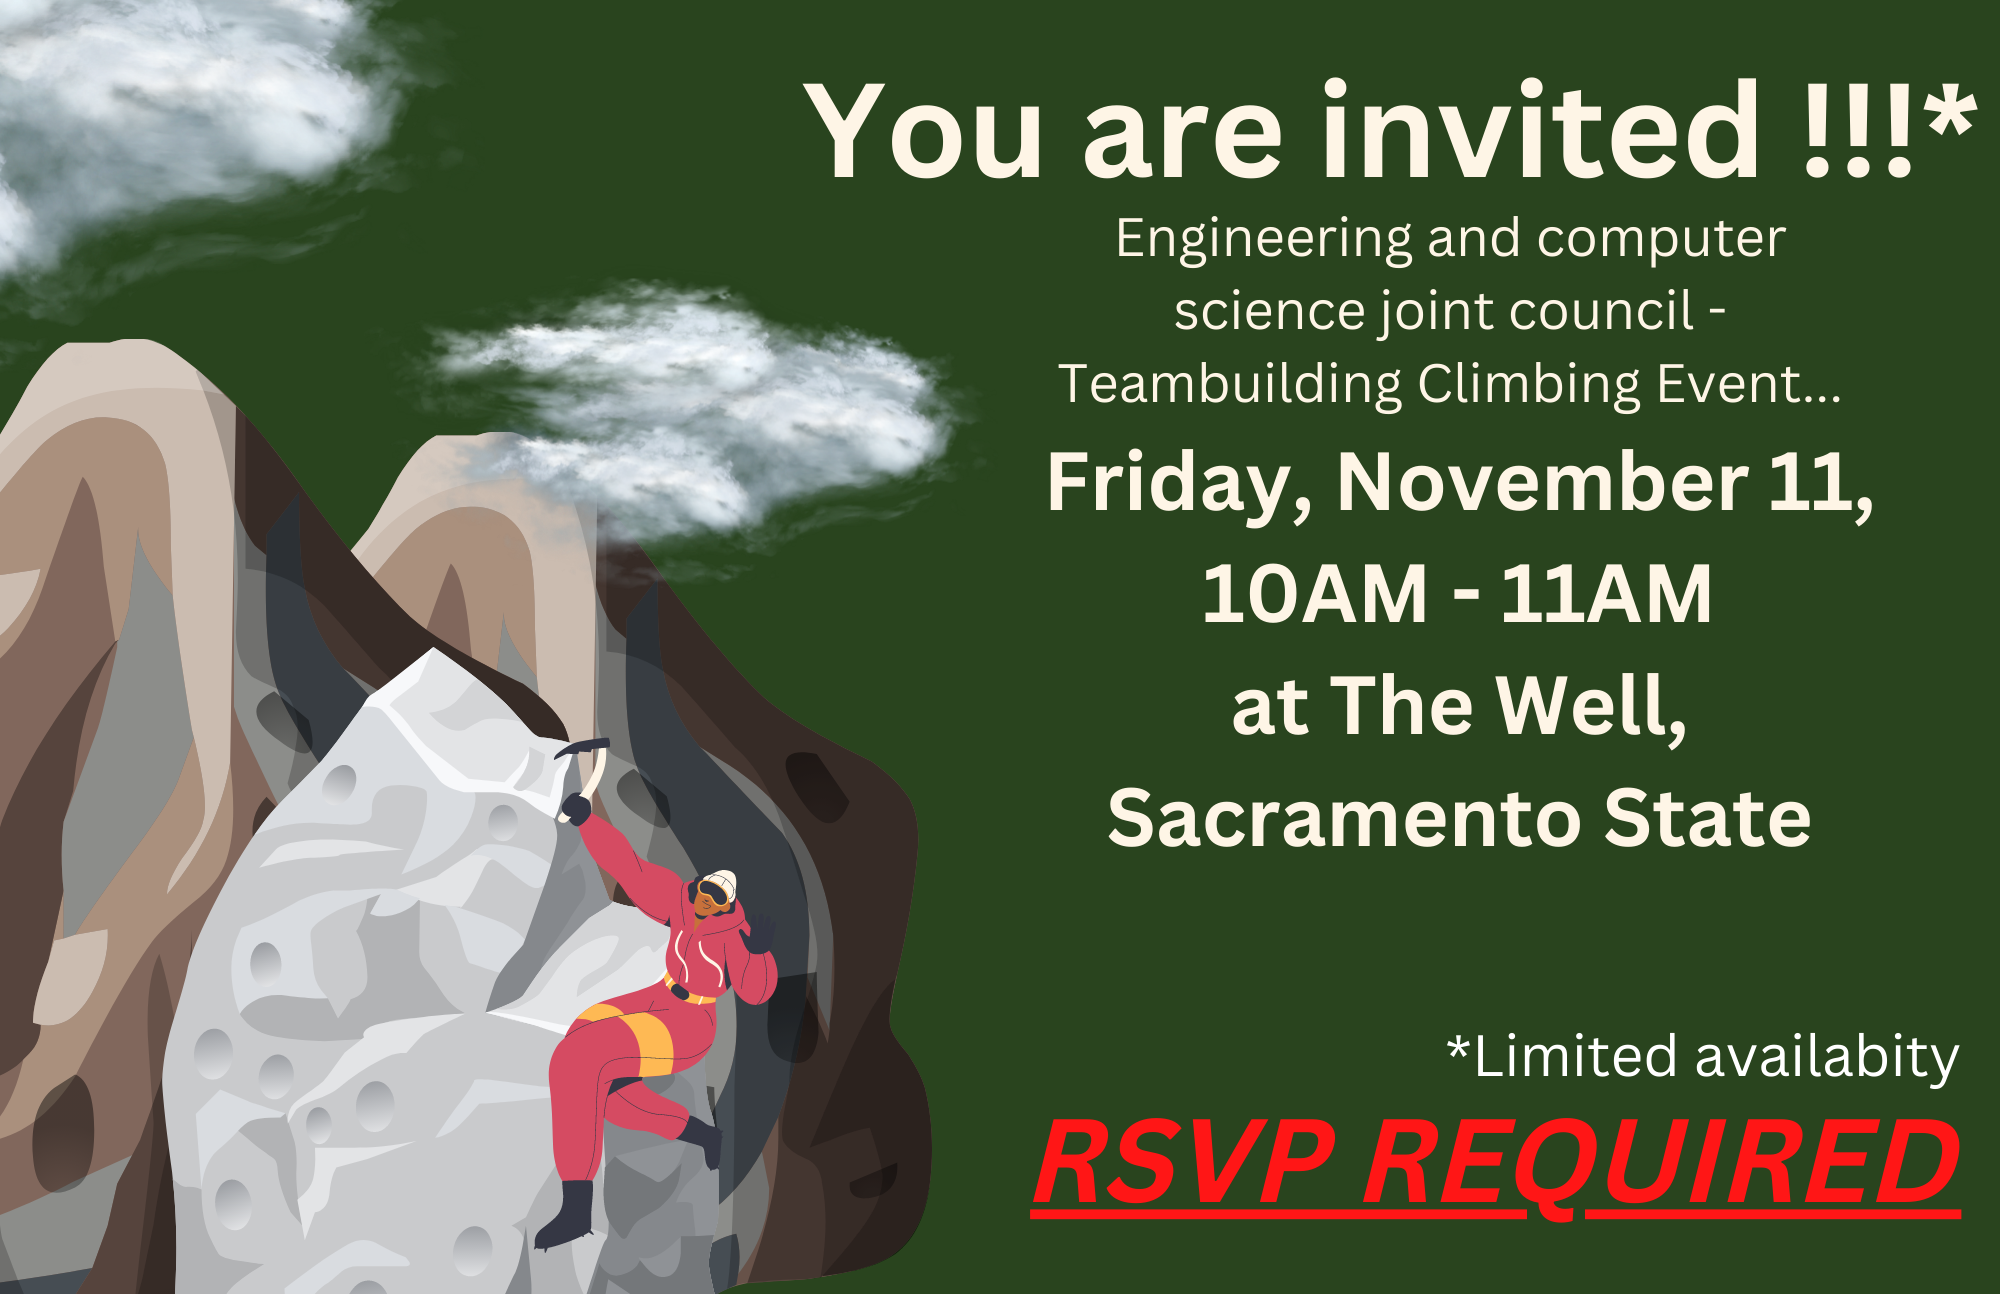 You are invited !!!*
Engineering and computer
science joint council -
Teambuilding Climbing Event...
Friday, November 11,
10AM - 11AM
at The Well,
Sacramento State
*Limited availabity
RSVP REQUIRED